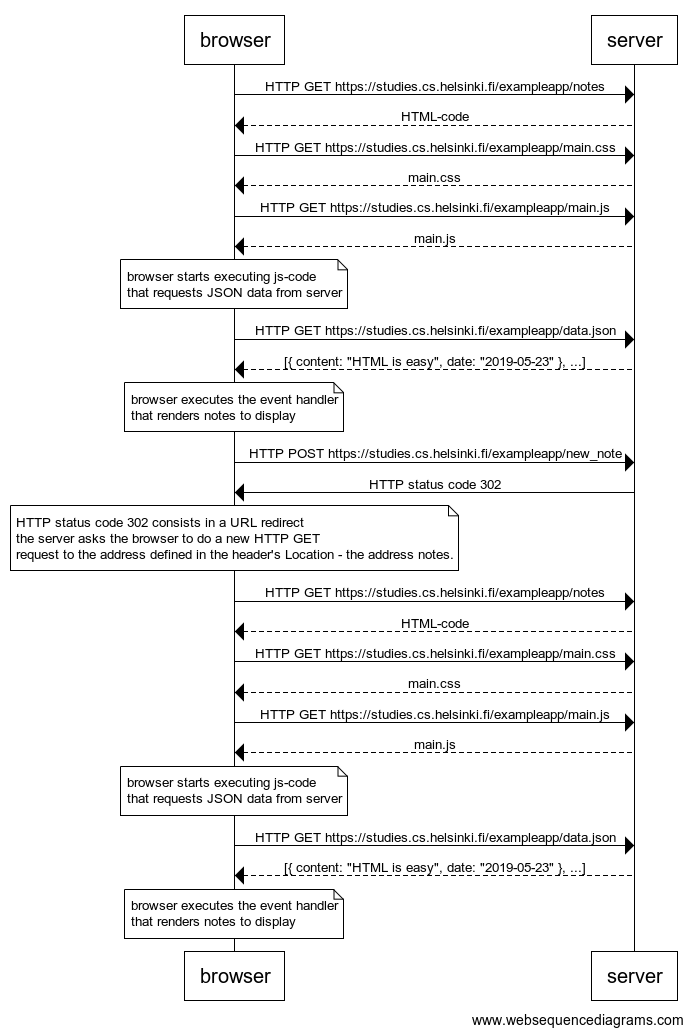 browser
server
HTTP GET https://studies.cs.helsinki.fi/exampleapp/notes
HTML-code
HTTP GET https://studies.cs.helsinki.fi/exampleapp/main.css
main.css
HTTP GET https://studies.cs.helsinki.fi/exampleapp/main.js
main.js
browser starts executing js-code
that requests JSON data from server
HTTP GET https://studies.cs.helsinki.fi/exampleapp/data.json
[{ content: "HTML is easy", date: "2019-05-23" }, ...]
browser executes the event handler
that renders notes to display
HTTP POST https://studies.cs.helsinki.fi/exampleapp/new_note
HTTP status code 302
HTTP status code 302 consists in a URL redirect
the server asks the browser to do a new HTTP GET
request to the address defined in the header's Location - the address notes.
HTTP GET https://studies.cs.helsinki.fi/exampleapp/notes
HTML-code
HTTP GET https://studies.cs.helsinki.fi/exampleapp/main.css
main.css
HTTP GET https://studies.cs.helsinki.fi/exampleapp/main.js
main.js
browser starts executing js-code
that requests JSON data from server
HTTP GET https://studies.cs.helsinki.fi/exampleapp/data.json
[{ content: "HTML is easy", date: "2019-05-23" }, ...]
browser executes the event handler
that renders notes to display
browser
server
www.websequencediagrams.com